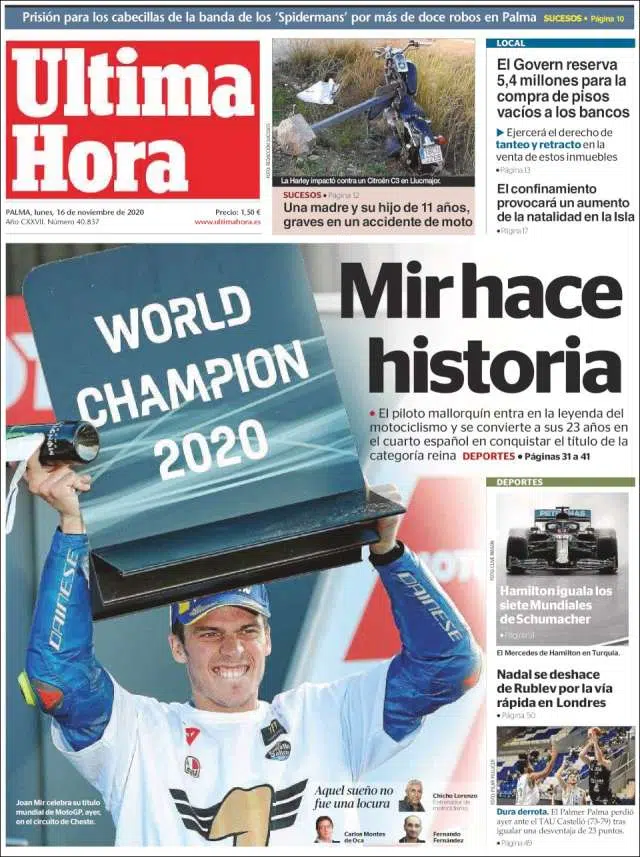 Prisión para los cabecillas de la banda de los 'Spidermans' por más de doce robos en Palma SUCESOS • Página 10
Ultima
Hora
PALMA, lunes, 16 de noviembre de 2020
Precio: 1,50 €
Año CXXVII. Número 40.837
www.ultimahora.es
La Harley impactó contra un Citroën C3 en Llucmajor.
SUCESOS • Página 12
Una madre y su hijo de 11 años,
graves en un accidente de moto
LOCAL
El Govern reserva
5,4 millones para la
compra de pisos
vacíos a los bancos
▶ Ejercerá el derecho de
tanteo y retracto en la
venta de estos inmuebles
• Página 13
El confinamiento
provocará un aumento
de la natalidad en la Isla
• Página 17
Mir hace
historia
• El piloto mallorquín entra en la leyenda del
motociclismo y se convierte a sus 23 años en
el cuarto español en conquistar el título de la
categoría reina DEPORTES • Páginas 31 a 41
WORLD
CHAMPION
2020
DAINESE
DAINESE
Joan Mir celebra su título
mundial de MotoGP, ayer,
en el circuito de Cheste.
Aquel sueño no
fue una locura
Chicho Lorenzo
Entrenador de
motociclismo
Carlos Montes
de Oca
Fernando
Fernández
DEPORTES
PETRONAS
Hamilton iguala los
siete Mundiales
de Schumacher
• Página 51
El Mercedes de Hamilton en Turquía.
Nadal se deshace
de Rublev por la vía
rápida en Londres
• Página 50
Dura derrota. El Palmer Palma perdió
ayer ante el TAU Castelló (73-79) tras
igualar una desventaja de 23 puntos.
• Página 49